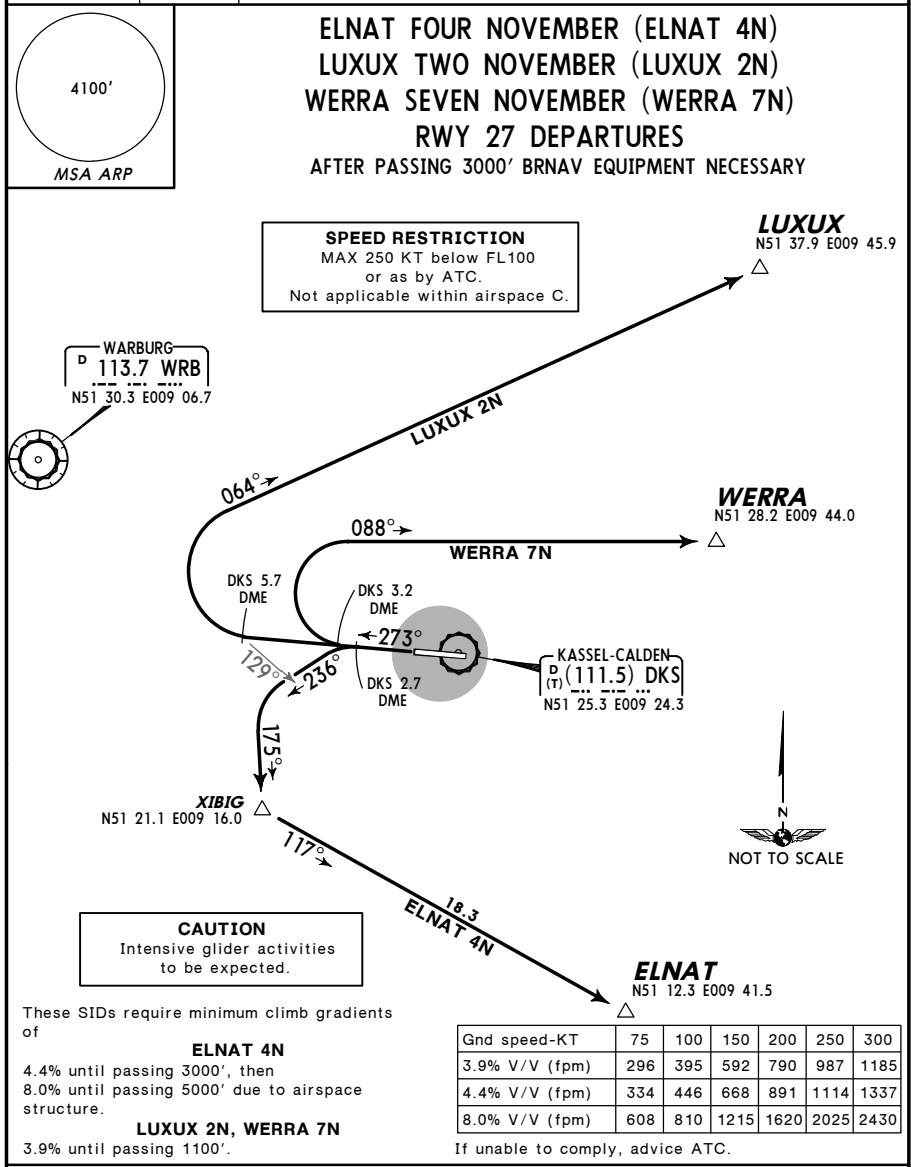 4100'
MSA ARP
ELNAT FOUR NOVEMBER (ELNAT 4N)
LUXUX TWO NOVEMBER (LUXUX 2N)
WERRA SEVEN NOVEMBER (WERRA 7N)
RWY 27 DEPARTURES
AFTER PASSING 3000' BRNAV EQUIPMENT NECESSARY
SPEED RESTRICTION
MAX 250 KT below FL100
or as by ATC.
Not applicable within airspace C.
LUXUX
N51 37.9 E009 45.9
WARBURG
D 113.7 WRB
N51 30.3 E009 06.7
LUXUX 2N
064°
WERRA
N51 28.2 E009 44.0
088°
WERRA 7N
DKS 5.7
DME
DKS 3.2
DME
273°
129°
236°
DKS 2.7
DME
KASSEL-CALDEN
D
(T) (111.5) DKS
N51 25.3 E009 24.3
175°
XIBIG
N51 21.1 E009 16.0
117°
18.3
ELNAT 4N
N
NOT TO SCALE
CAUTION
Intensive glider activities
to be expected.
ELNAT
N51 12.3 E009 41.5
These SIDs require minimum climb gradients
of
ELNAT 4N
4.4% until passing 3000', then
8.0% until passing 5000' due to airspace
structure.
LUXUX 2N, WERRA 7N
3.9% until passing 1100'.
Gnd speed-KT 75 100 150 200 250 300
3.9% V/V (fpm) 296 395 592 790 987 1185
4.4% V/V (fpm) 334 446 668 891 1114 1337
8.0% V/V (fpm) 608 810 1215 1620 2025 2430
If unable to comply, advice ATC.